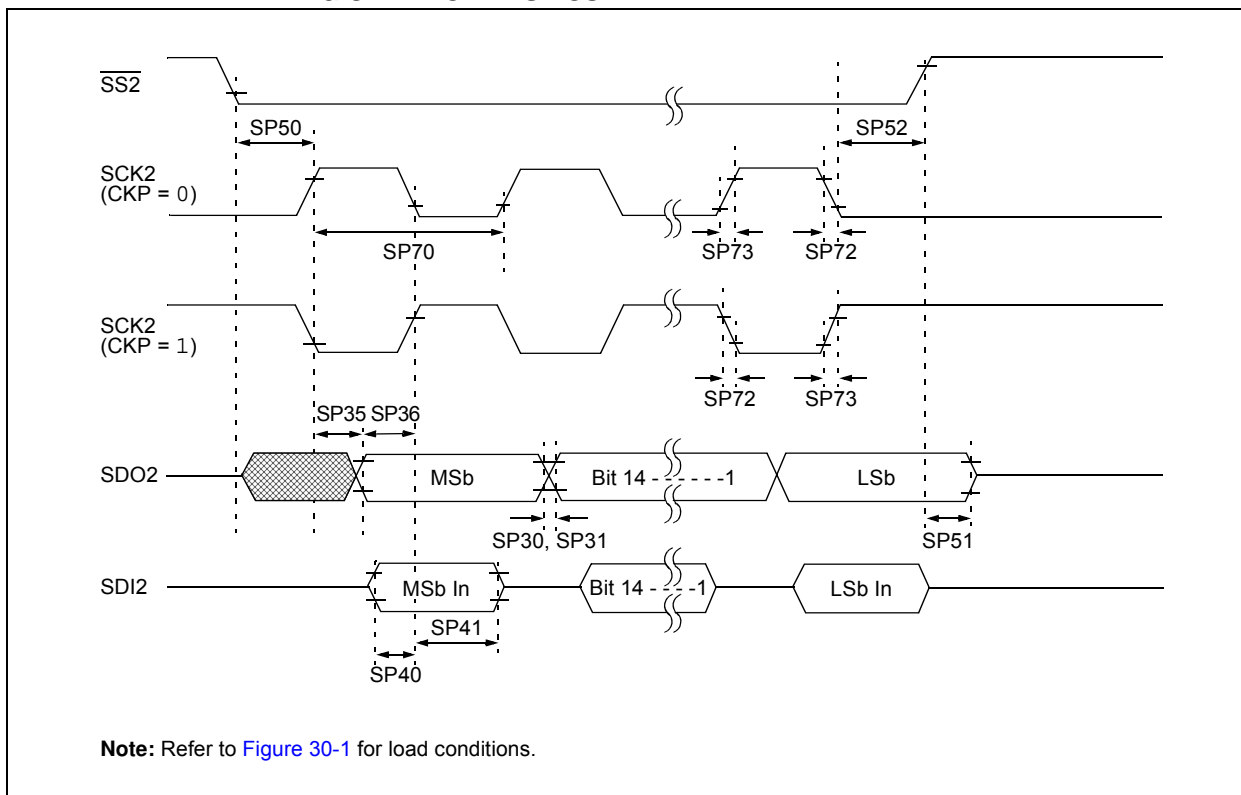 SS2
SP50
SP52
SCK2
(CKP = 0)
SP70
SP73
SP72
SCK2
(CKP = 1)
SP72
SP73
SP35 SP36
SDO2
MSb
Bit 14 - - - - - -1
LSb
SP30, SP31
SP51
SDI2
MSb In
Bit 14 - - - -1
LSb In
SP41
SP40
Note: Refer to Figure 30-1 for load conditions.